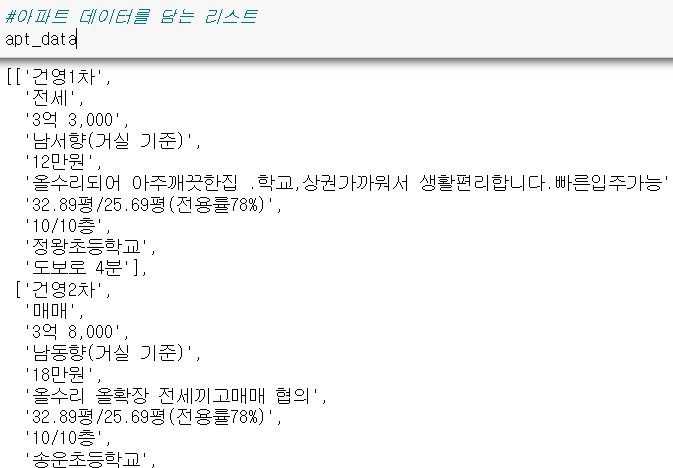 #아파트 데이터를 담는 리스트
apt_data
[['건영1차',
'전세',
'3억 3,000',
'남서향(거실 기준)',
'12만원',
'올수리되어 아주깨끗한집 .학교,상권가까워서 생활편리합니다.빠른입주가능'
'32.89평/25.69평(전용률78%)',
'10/10층',
'정왕초등학교',
'도보로 4분'],
['건영2차',
'매매',
'3억 8,000',
'남동향(거실 기준)',
'18만원',
'올수리 올확장 전세끼고매매 협의',
'32.89평/25.69평(전용률78%)',
'10/10층',
'송운초등학교',